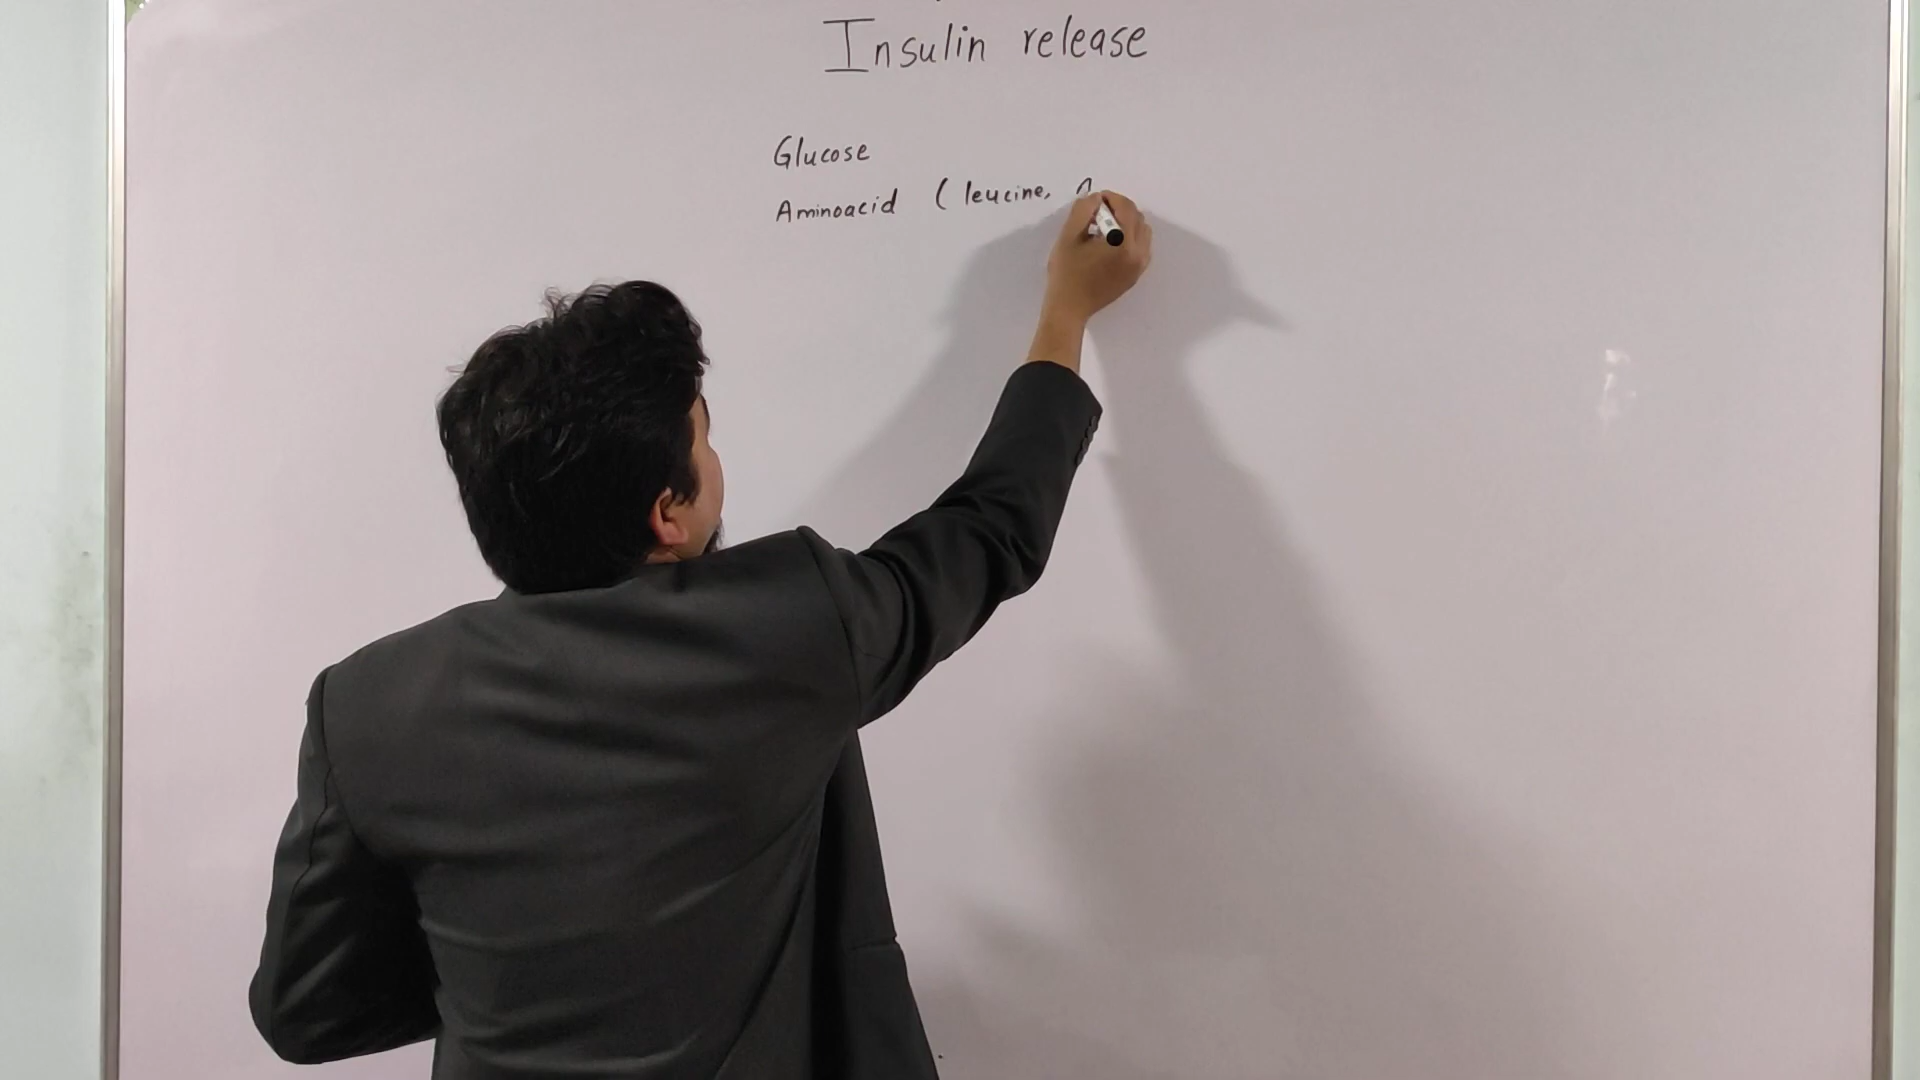 Insulin release
Glucose
Aminoacid (leucine,